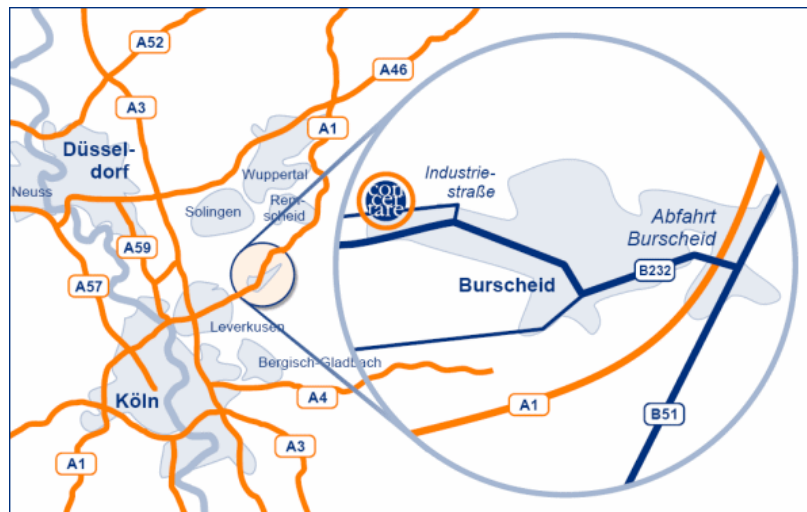 A52
A46
A3
A1
Düssel-
dorf
Wuppertal
Neuss
Solingen
Rem-
scheid
A59
A57
Leverkusen
Bergisch-Gladbach
A4
Köln
A3
A1
con
cer
rare
Industrie-
straße
Abfahrt
Burscheid
B232
Burscheid
A1
B51